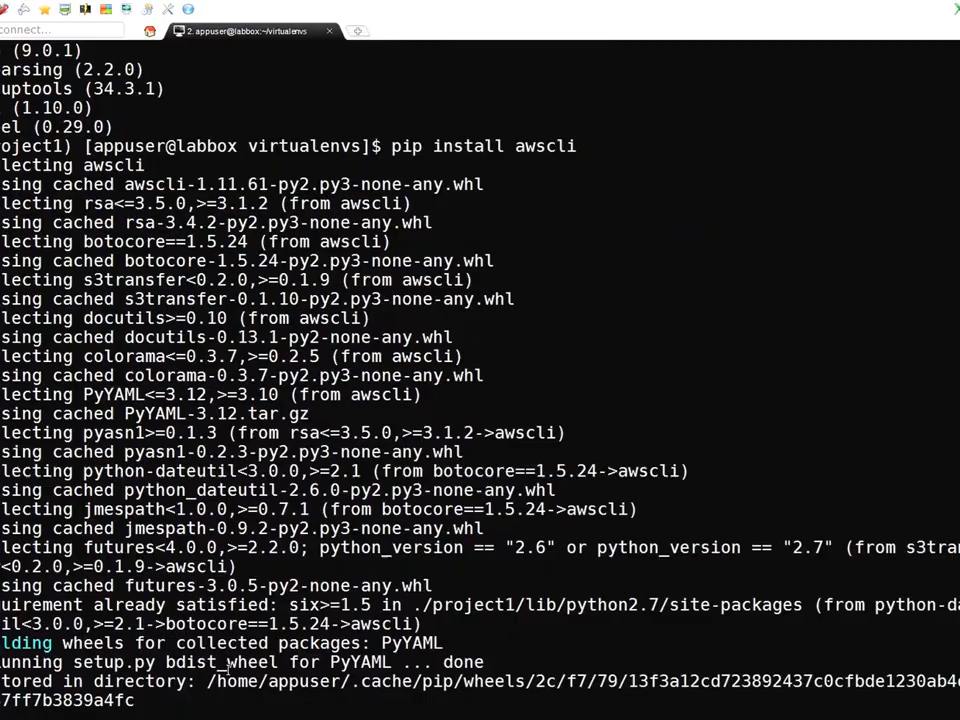 connect...
2. appuser@labbox:~/virtualenvs
(9.0.1)
arsing (2.2.0)
uptools (34.3.1)
(1.10.0)
el (0.29.0)
roject1) [appuser@labbox virtualenvs]$ pip install awscli
lecting awscli
sing cached awscli-1.11.61-py2.py3-none-any.whl
lecting rsa<=3.5.0,>=3.1.2 (from awscli)
sing cached rsa-3.4.2-py2.py3-none-any.whl
lecting botocore==1.5.24 (from awscli)
sing cached botocore-1.5.24-py2.py3-none-any.whl
lecting s3transfer<0.2.0,>=0.1.9 (from awscli)
sing cached s3transfer-0.1.10-py2.py3-none-any.whl
lecting docutils>=0.10 (from awscli)
sing cached docutils-0.13.1-py2-none-any.whl
lecting colorama<=0.3.7,>=0.2.5 (from awscli)
sing cached colorama-0.3.7-py2.py3-none-any.whl
lecting PyYAML<=3.12,>=3.10 (from awscli)
sing cached PyYAML-3.12.tar.gz
lecting pyasn1>=0.1.3 (from rsa<=3.5.0,>=3.1.2->awscli)
sing cached pyasn1-0.2.3-py2.py3-none-any.whl
lecting python-dateutil<3.0.0,>=2.1 (from botocore==1.5.24->awscli)
sing cached python_dateutil-2.6.0-py2.py3-none-any.whl
lecting jmespath<1.0.0,>=0.7.1 (from botocore==1.5.24->awscli)
sing cached jmespath-0.9.2-py2.py3-none-any.whl
lecting futures<4.0.0,>=2.2.0; python_version == "2.6" or python_version == "2.7" (from s3tran
<0.2.0,>=0.1.9->awscli)
sing cached futures-3.0.5-py2-none-any.whl
uirement already satisfied: six>=1.5 in ./project1/lib/python2.7/site-packages (from python-da
il<3.0.0,>=2.1->botocore==1.5.24->awscli)
lding wheels for collected packages: PyYAML
unning setup.py bdist_wheel for PyYAML ... done
tored in directory: /home/appuser/.cache/pip/wheels/2c/f7/79/13f3a12cd723892437c0cfbde1230ab4
7ff7b3839a4fc